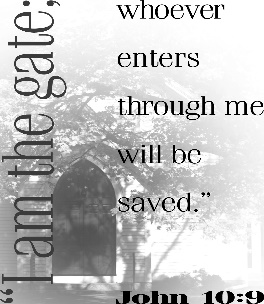 "I am the gate;
whoever
enters
through me
will be
saved."
John 10:9